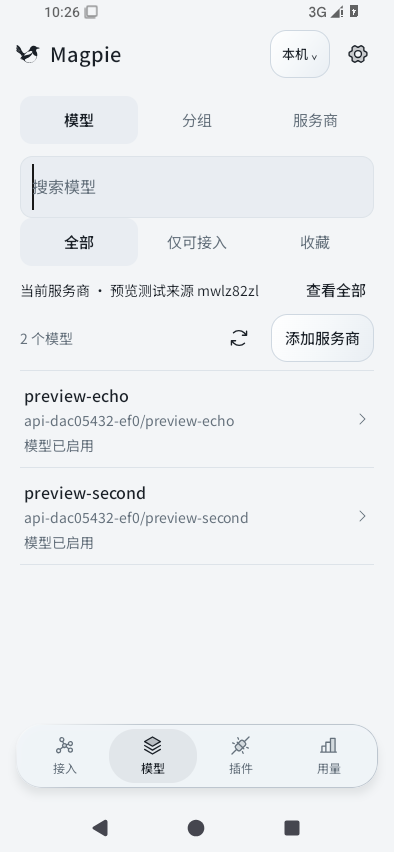 10:26 3G
Magpie 本机
模型 分组 服务商
搜索模型
全部 仅可接入 收藏
当前服务商 · 预览测试来源 mwlz82zl 查看全部
2 个模型 添加服务商
preview-echo
api-dac05432-ef0/preview-echo
模型已启用
preview-second
api-dac05432-ef0/preview-second
模型已启用
接入 模型 插件 用量